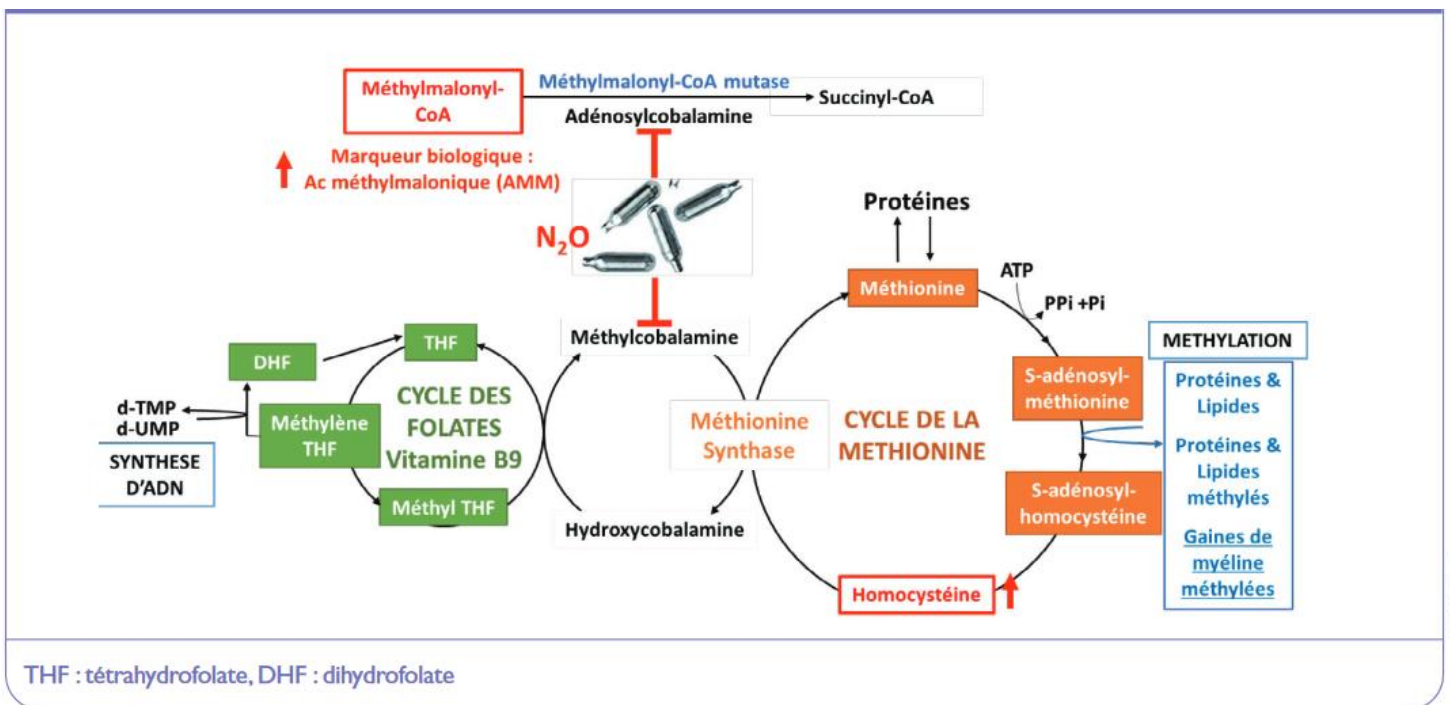 Méthylmalonyl-
CoA
Méthylmalonyl-CoA mutase
Adénosylcobalamine
Succinyl-CoA
Marqueur biologique :
Ac méthylmalonique (AMM)
N₂O
Protéines
Méthionine
ATP
PPi +Pi
METHYLATION
S-adénosyl-
méthionine
Protéines &
Lipides
Protéines &
Lipides
méthylés
Gaines de
myéline
méthylées
S-adénosyl-
homocystéine
CYCLE DE LA
METHIONINE
Méthionine
Synthase
Homocystéine
Méthylcobalamine
Hydroxycobalamine
THF
DHF
CYCLE DES
FOLATES
Vitamine B9
Méthylène
THF
Méthyl THF
d-TMP
d-UMP
SYNTHESE
D’ADN
THF : tétrahydrofolate, DHF : dihydrofolate